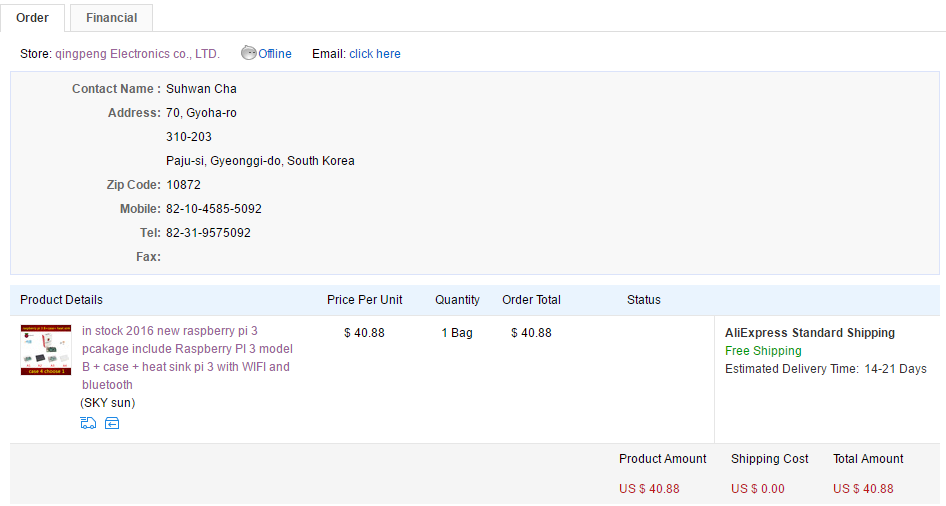 Order Financial
Store: qingpeng Electronics co., LTD. Offline Email: click here
Contact Name : Suhwan Cha
Address: 70, Gyoha-ro
310-203
Paju-si, Gyeonggi-do, South Korea
Zip Code: 10872
Mobile: 82-10-4585-5092
Tel: 82-31-9575092
Fax:
Product Details Price Per Unit Quantity Order Total Status
in stock 2016 new raspberry pi 3 $ 40.88 1 Bag $ 40.88 AliExpress Standard Shipping
pcakage include Raspberry PI 3 model Free Shipping
B + case + heat sink pi 3 with WIFI and Estimated Delivery Time: 14-21 Days
bluetooth
(SKY sun)
case 4 choose 1
Product Amount Shipping Cost Total Amount
US $ 40.88 US $ 0.00 US $ 40.88